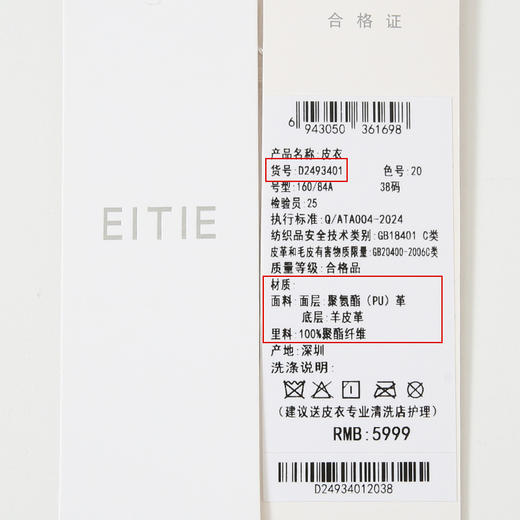 EITIE
合格证
6 943050 361698
产品名称:皮衣
货号:D2493401 色号:20
号型:160/84A 38码
检验员:25
执行标准:Q/ATA004-2024
纺织品安全技术类别:GB18401 C类
皮革和毛皮有害物质限量:GB20400-2006C类
质量等级:合格品
材质:
面料:面层:聚氨酯(PU)革
底层:羊皮革
里料:100%聚酯纤维
产地:深圳
洗涤说明:
(建议送皮衣专业清洗店护理)
RMB:5999
D24934012038